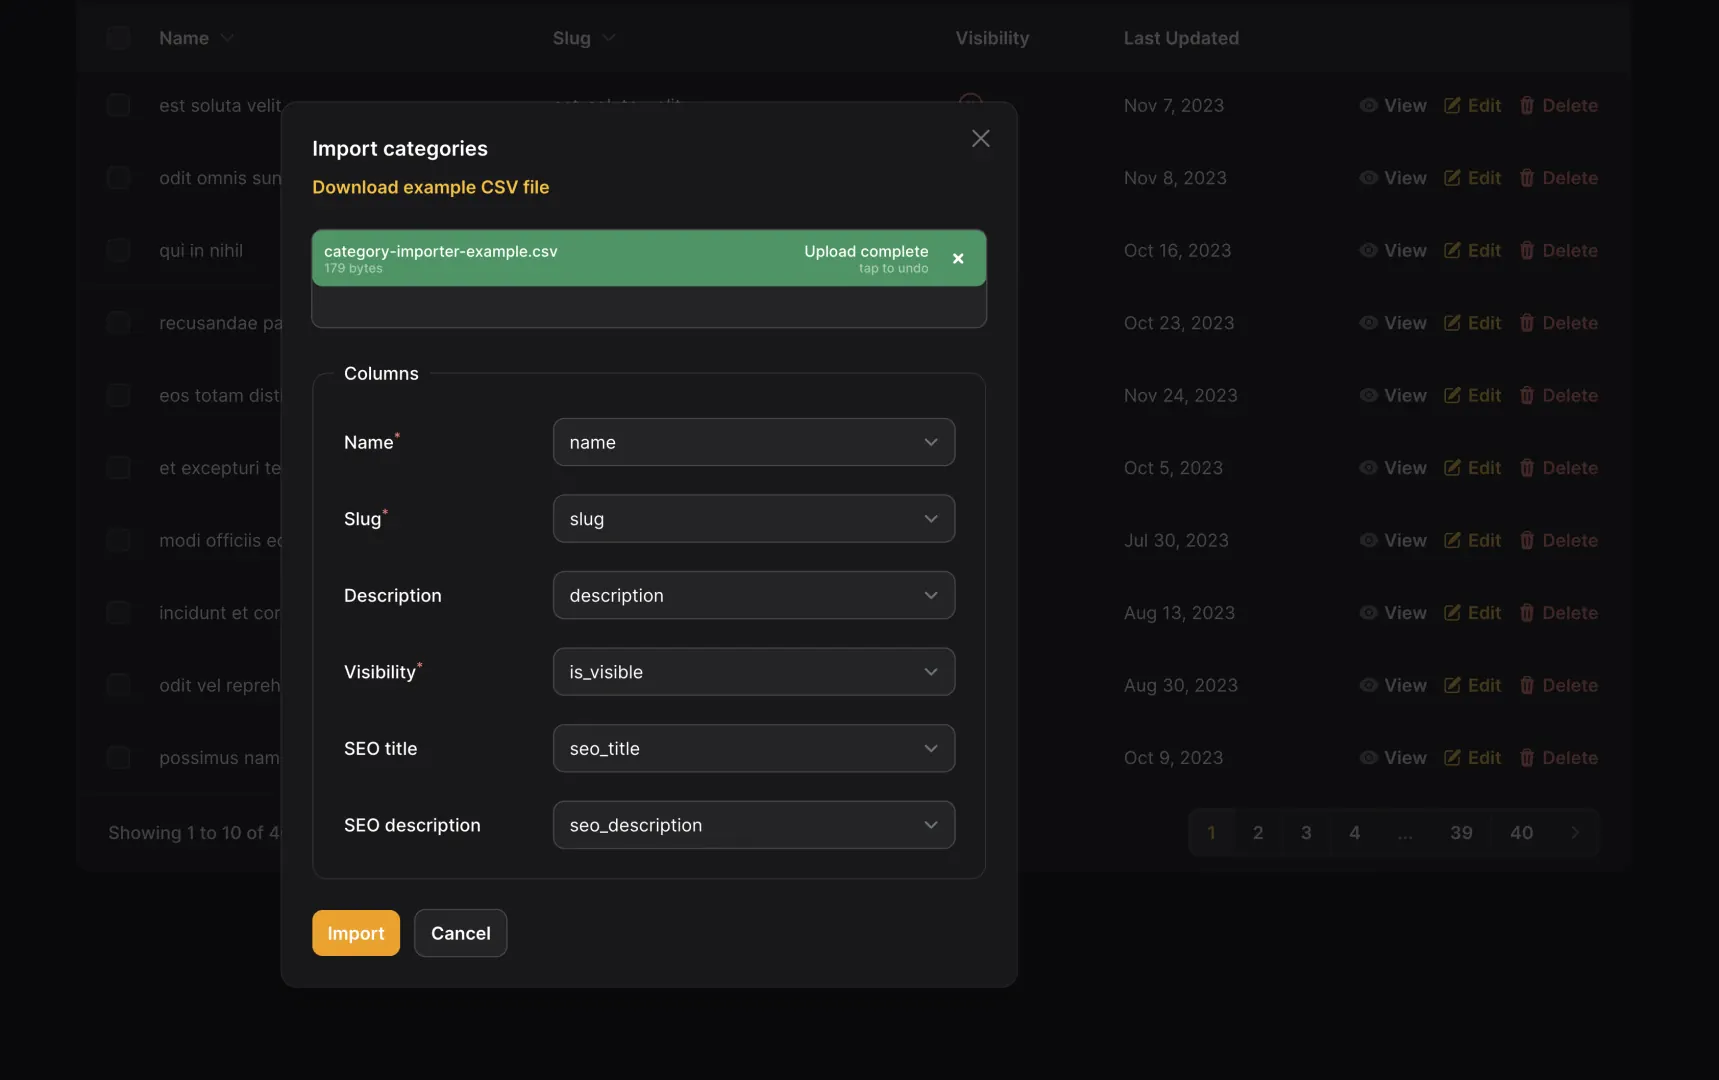 Name Slug Visibility Last Updated
est soluta velit Nov 7, 2023 View Edit Delete
odit omnis sun Nov 8, 2023 View Edit Delete
qui in nihil Oct 16, 2023 View Edit Delete
recusandae pa Oct 23, 2023 View Edit Delete
eos totam dist Nov 24, 2023 View Edit Delete
et excepturi te Oct 5, 2023 View Edit Delete
modi officiis ec Jul 30, 2023 View Edit Delete
incidunt et cor Aug 13, 2023 View Edit Delete
odit vel repreh Aug 30, 2023 View Edit Delete
possimus nam Oct 9, 2023 View Edit Delete
Showing 1 to 10 of 4
1 2 3 4 ... 39 40
Import categories
Download example CSV file
category-importer-example.csv Upload complete
179 bytes tap to undo
Columns
Name* name
Slug* slug
Description description
Visibility* is_visible
SEO title seo_title
SEO description seo_description
Import Cancel